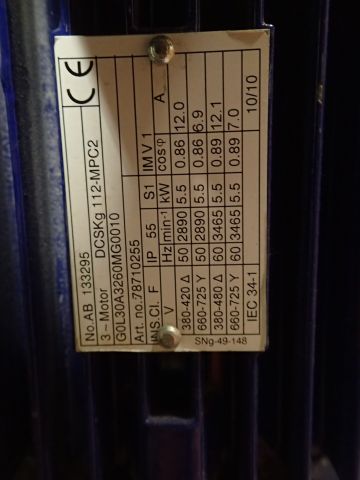 CE
No. AB 133295
3~Motor DCSKg 112-MPC2
G0L30A3260MG0010
Art. no. 78710255
INS.Cl. F IP 55 S1 IM V 1
V Hz min-1 kW cosφ A
380-420 Δ 50 2890 5.5 0.86 12.0
660-725 Y 50 2890 5.5 0.86 6.9
380-480 Δ 60 3465 5.5 0.89 12.1
660-725 Y 60 3465 5.5 0.89 7.0
IEC 34-1 10/10
SNg-49-148